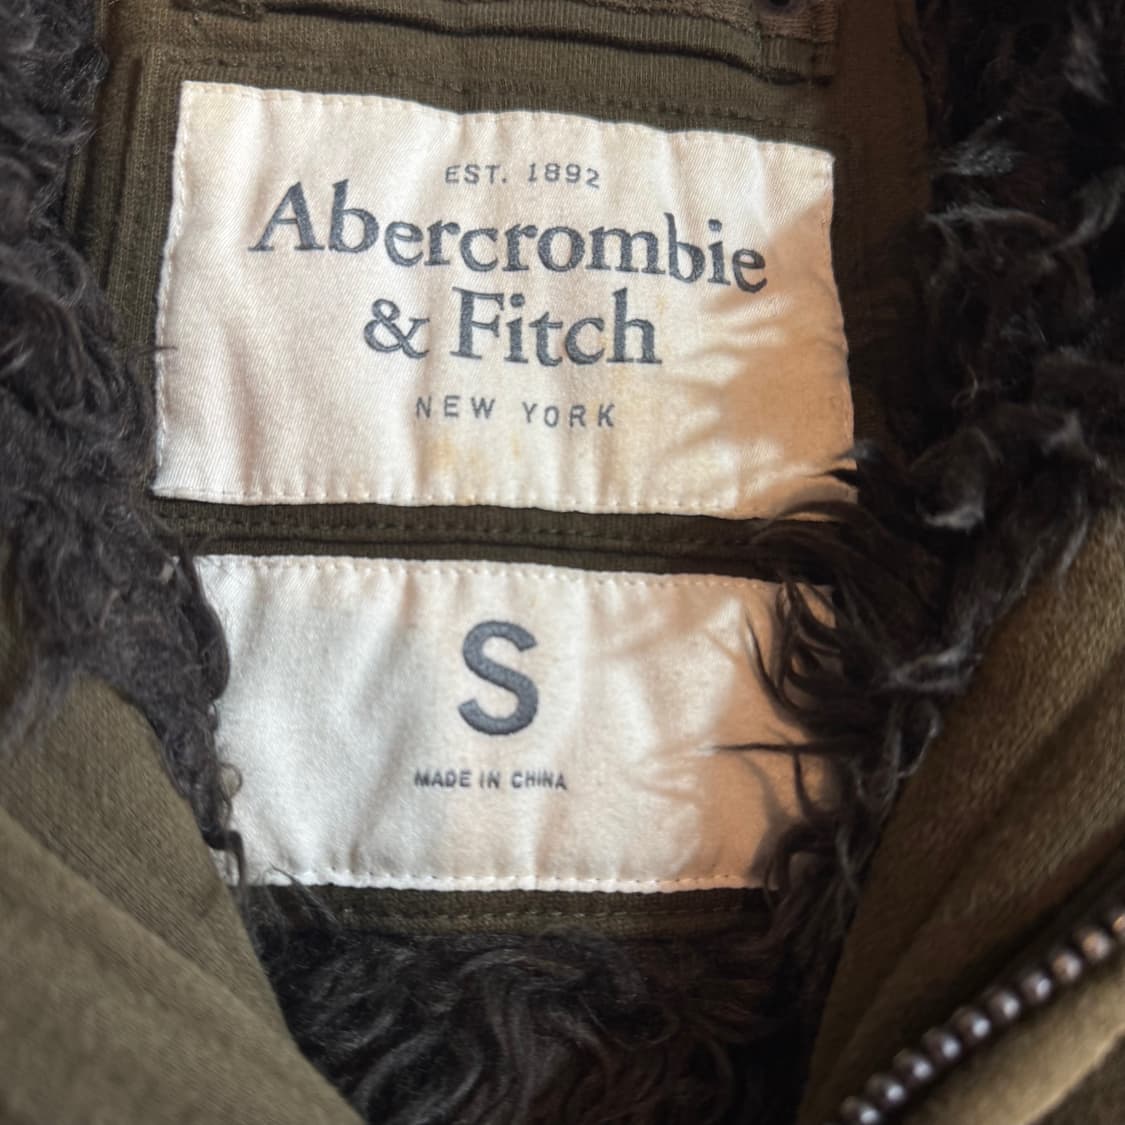 EST. 1892
Abercrombie
& Fitch
NEW YORK
S
MADE IN CHINA